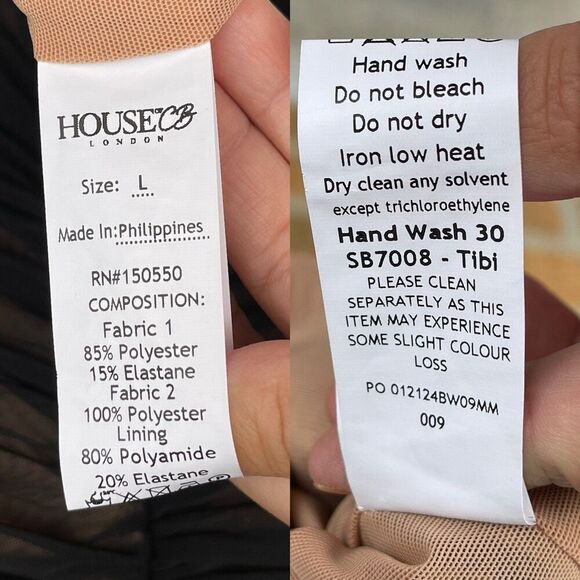 HOUSE OF CB
LONDON
Size: L
Made In: Philippines
RN#150550
COMPOSITION:
Fabric 1
85% Polyester
15% Elastane
Fabric 2
100% Polyester
Lining
80% Polyamide
20% Elastane
Hand wash
Do not bleach
Do not dry
Iron low heat
Dry clean any solvent
except trichloroethylene
Hand Wash 30
SB7008 - Tibi
PLEASE CLEAN
SEPARATELY AS THIS
ITEM MAY EXPERIENCE
SOME SLIGHT COLOUR
LOSS
PO 012124BW09MM
009